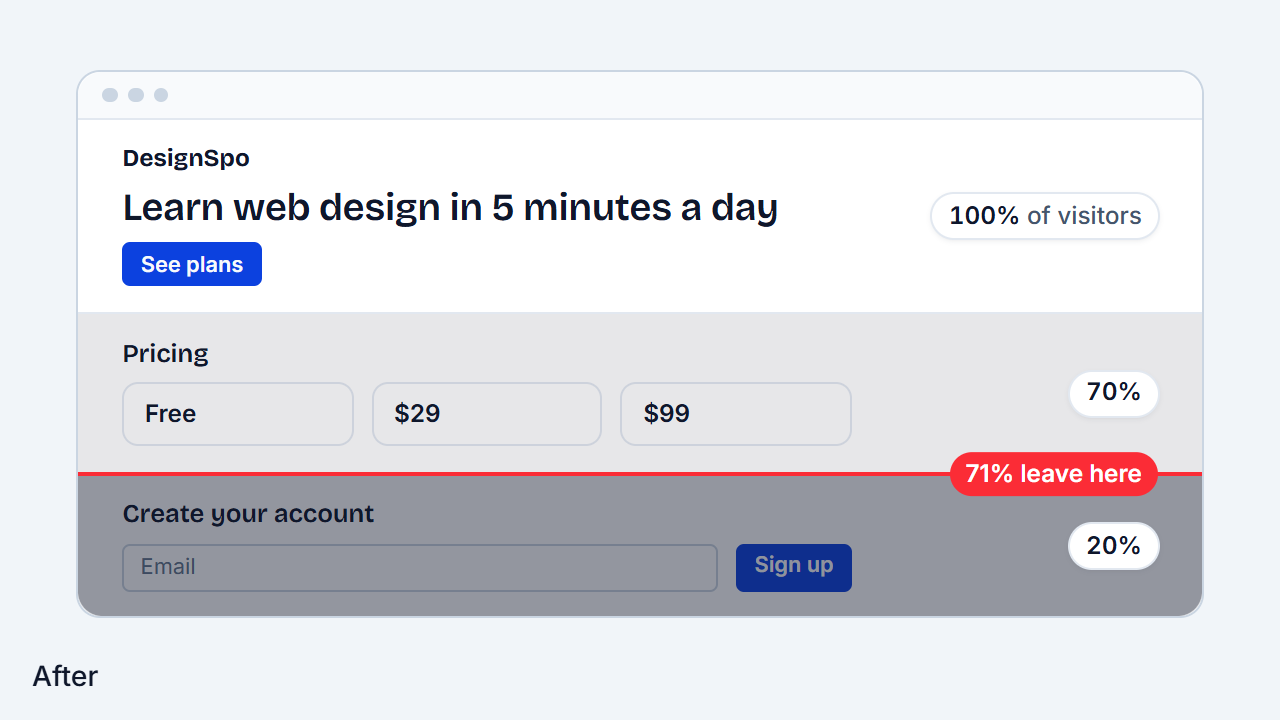 DesignSpo
Learn web design in 5 minutes a day
100% of visitors
See plans
Pricing
Free
$29
$99
70%
71% leave here
Create your account
Email
Sign up
20%
After